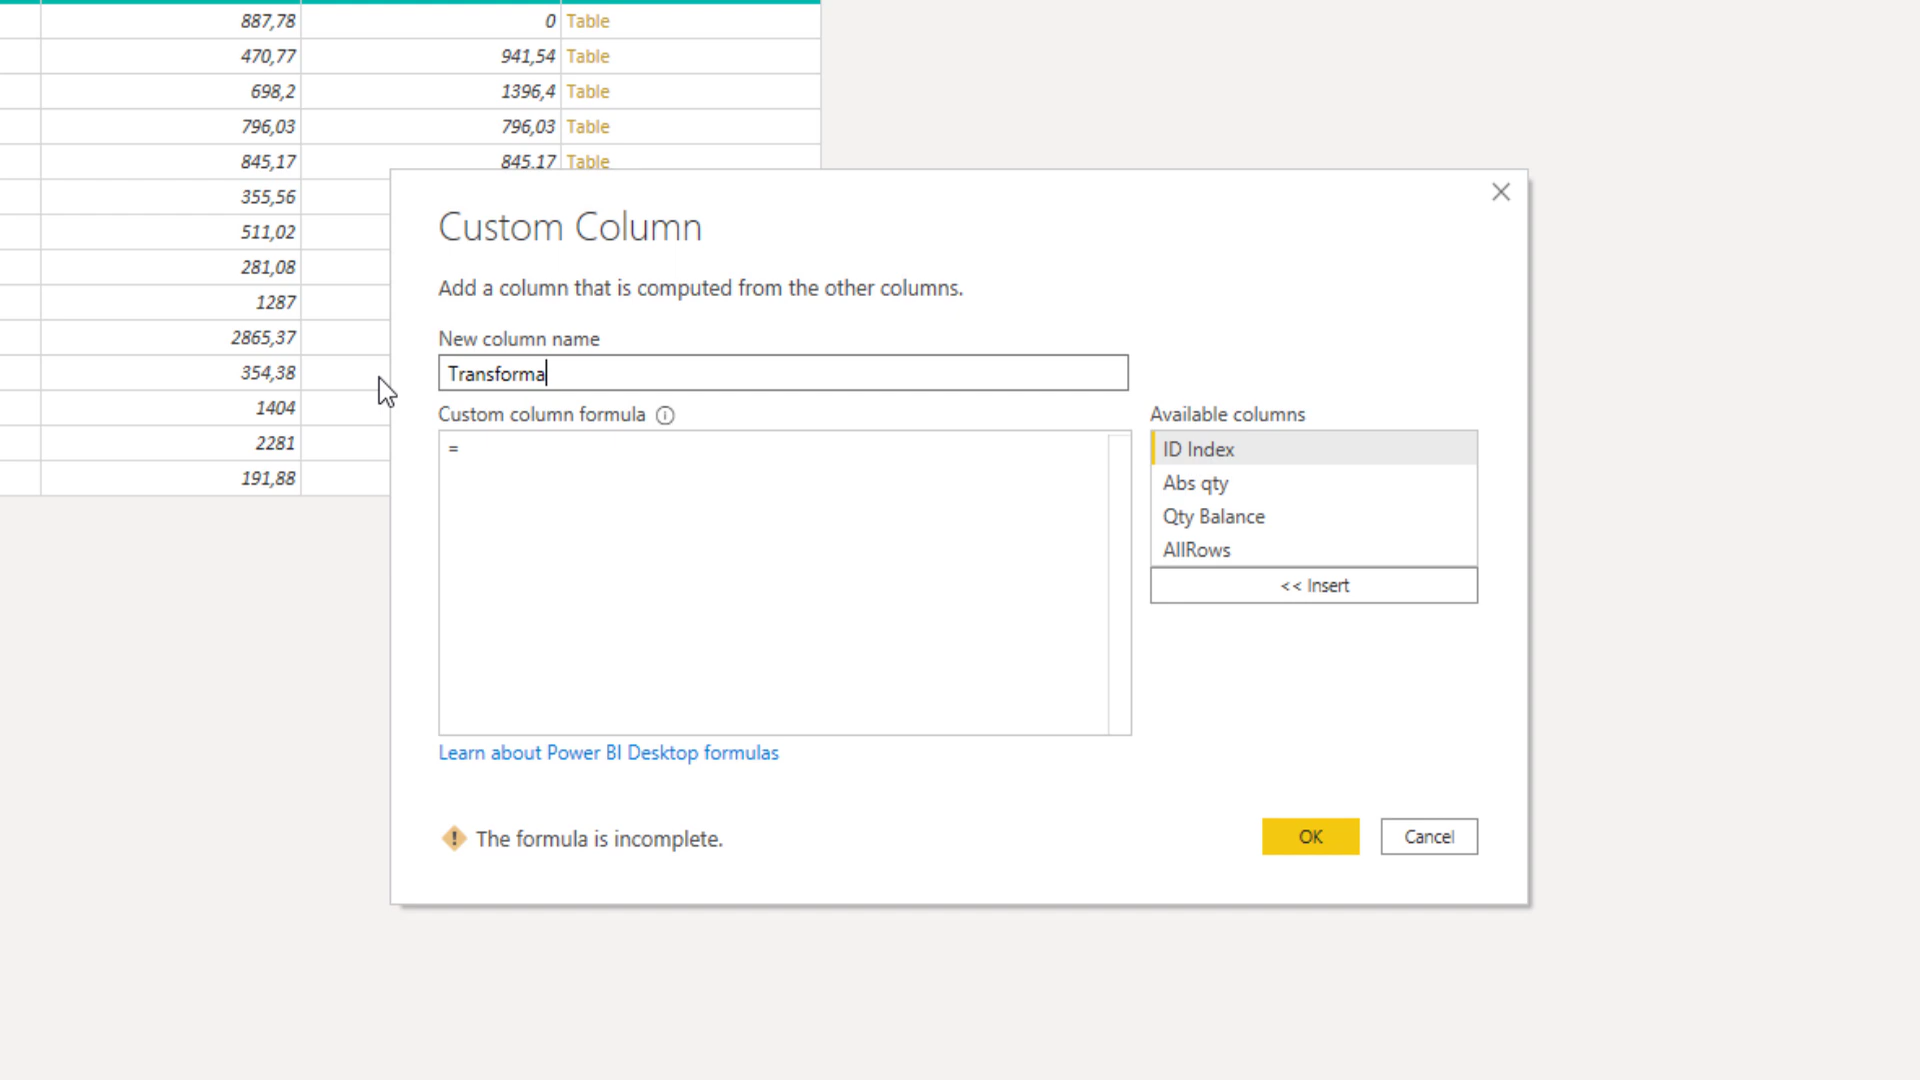 887,78 0 Table
470,77 941,54 Table
698,2 1396,4 Table
796,03 796,03 Table
845,17 845,17 Table
355,56
511,02
281,08
1287
2865,37
354,38
1404
2281
191,88
Custom Column
Add a column that is computed from the other columns.
New column name
Transforma
Custom column formula
=
Available columns
ID Index
Abs qty
Qty Balance
AllRows
<< Insert
Learn about Power BI Desktop formulas
The formula is incomplete.
OK Cancel